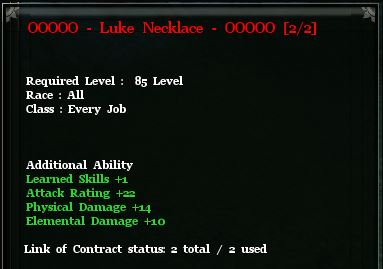 OOOOO - Luke Necklace - OOOOO [2/2]
Required Level : 85 Level
Race : All
Class : Every Job
Additional Ability
Learned Skills +1
Attack Rating +22
Physical Damage +14
Elemental Damage +10
Link of Contract status: 2 total / 2 used